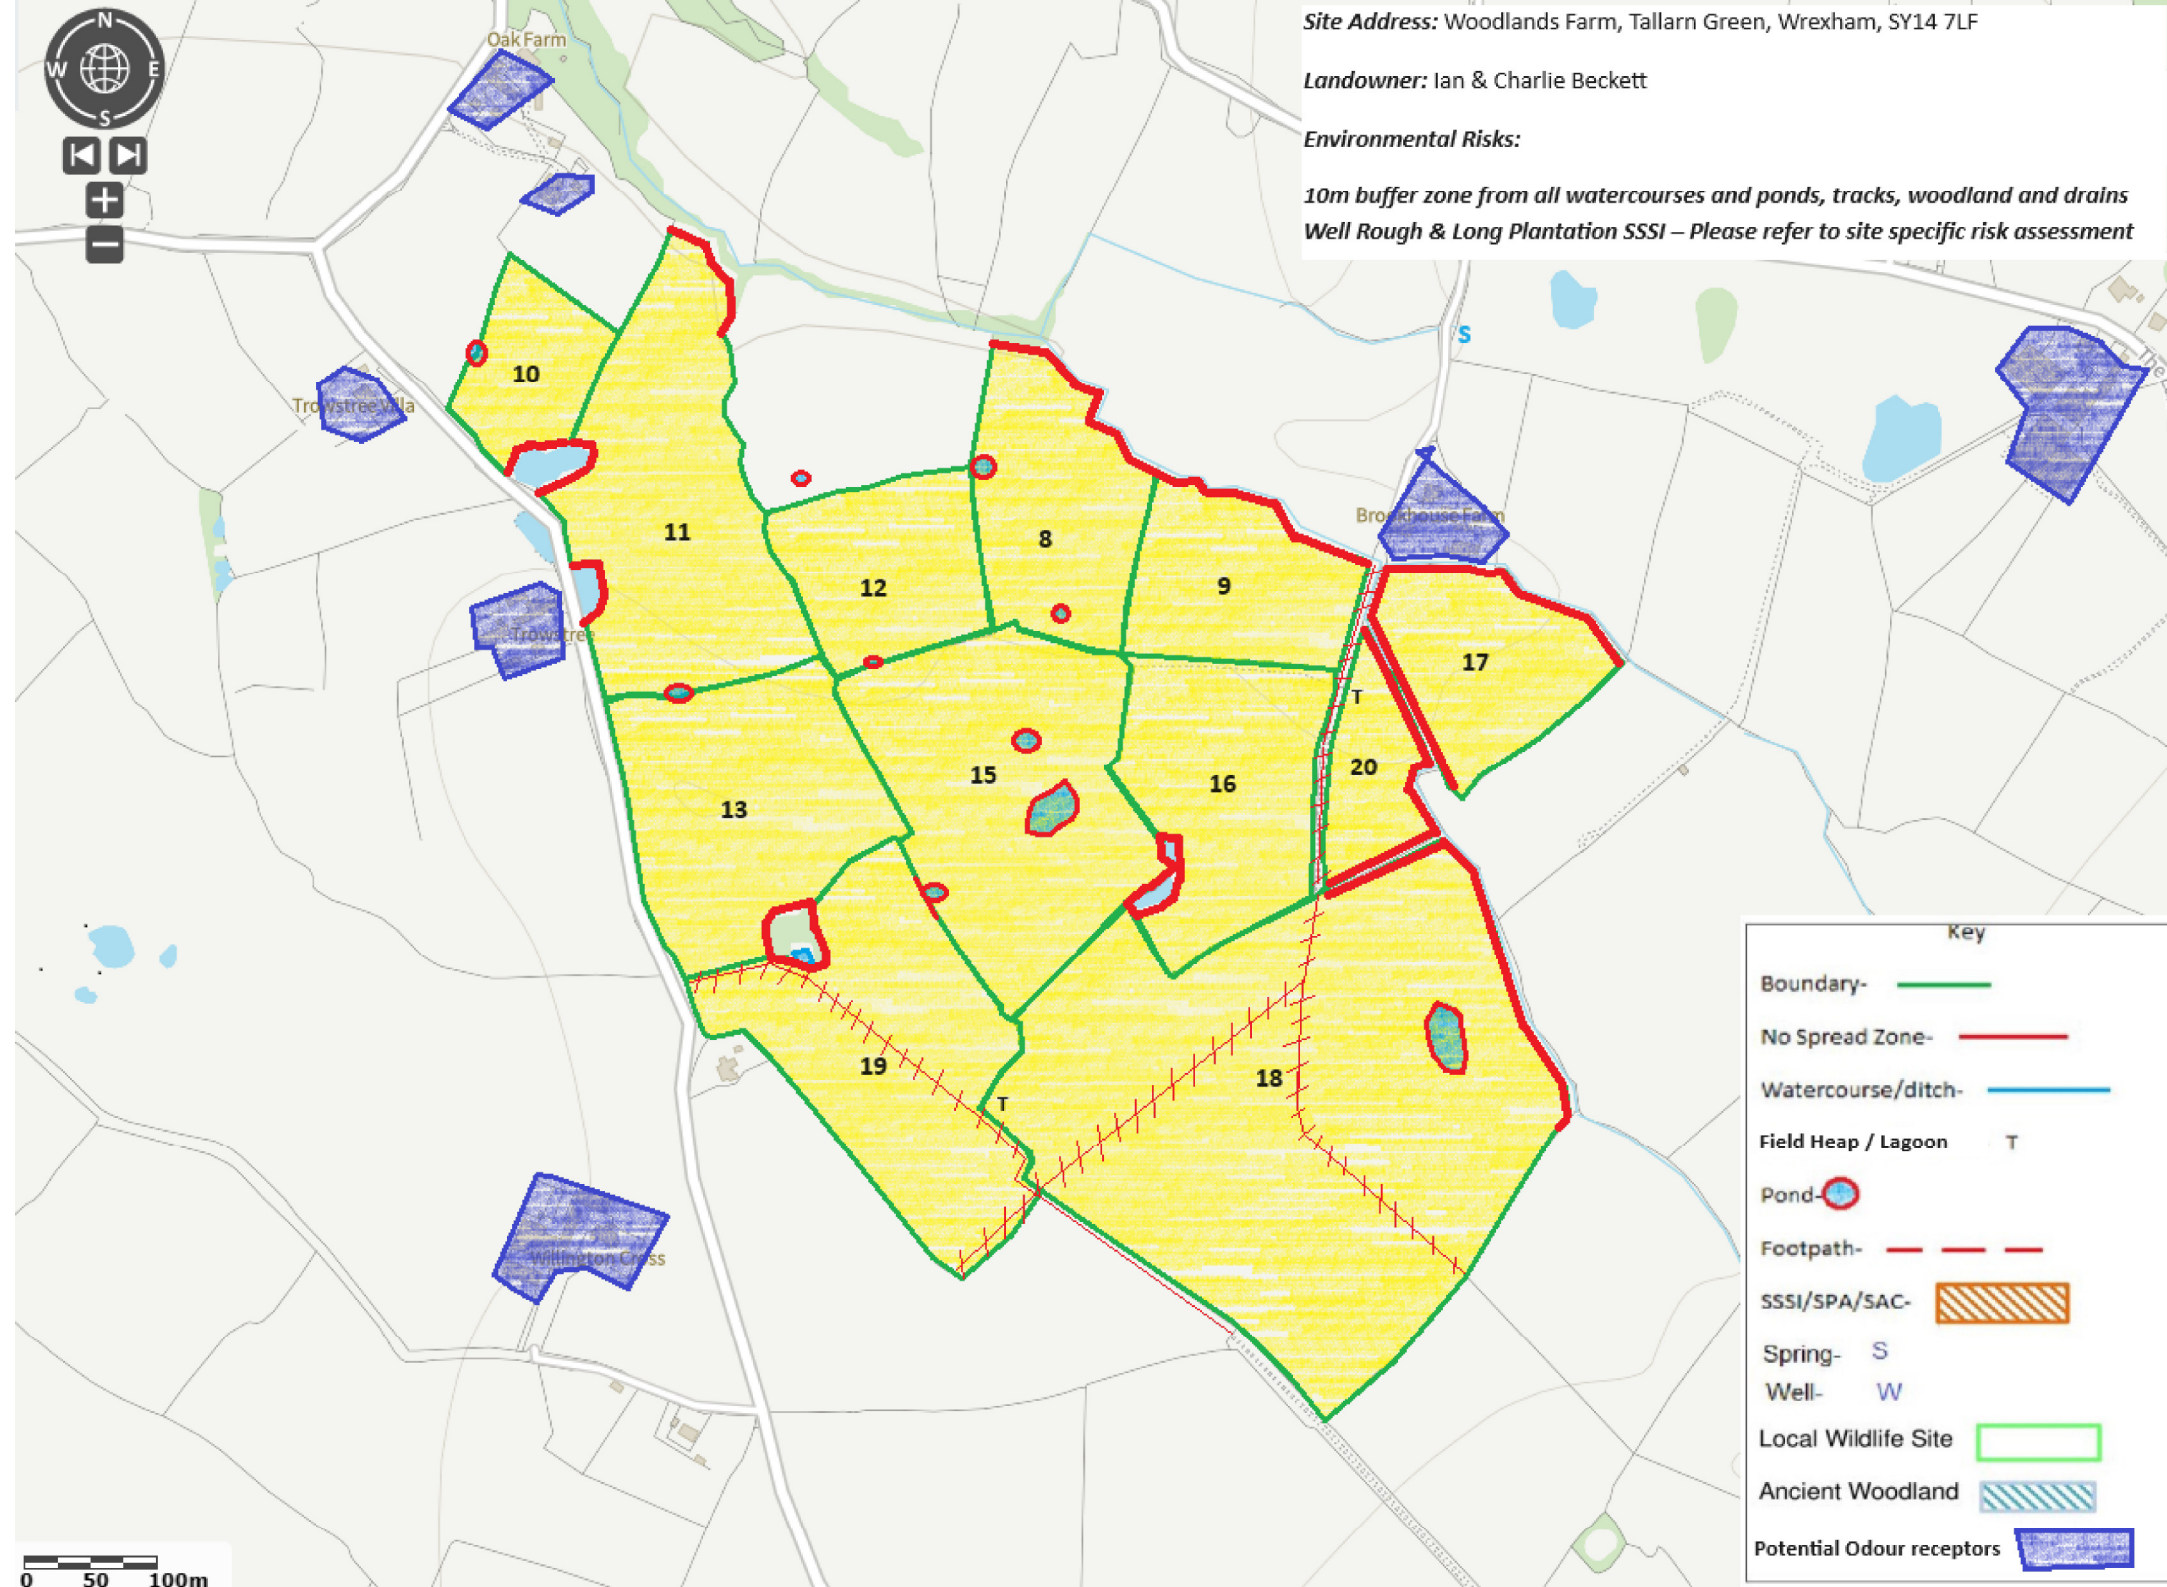 Site Address: Woodlands Farm, Tallarn Green, Wrexham, SY14 7LF
Landowner: Ian & Charlie Beckett
Environmental Risks:
10m buffer zone from all watercourses and ponds, tracks, woodland and drains
Well Rough & Long Plantation SSSI – Please refer to site specific risk assessment
N
W
E
S
Oak Farm
S
The
10
Trowstree Villa
11
8
Brookhouse Farm
12
9
Trowstree
17
T
15
20
16
13
19
18
T
Willington Cross
Key
Boundary-
No Spread Zone-
Watercourse/ditch-
Field Heap / Lagoon T
Pond-
Footpath-
SSSI/SPA/SAC-
Spring- S
Well- W
Local Wildlife Site
Ancient Woodland
Potential Odour receptors
0 50 100m